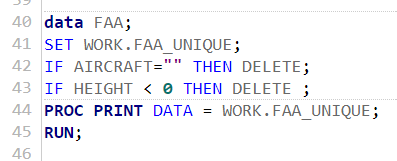 39
40 data FAA;
41 SET WORK.FAA_UNIQUE;
42 IF AIRCRAFT="" THEN DELETE;
43 IF HEIGHT < 0 THEN DELETE ;
44 PROC PRINT DATA = WORK.FAA_UNIQUE;
45 RUN;
46